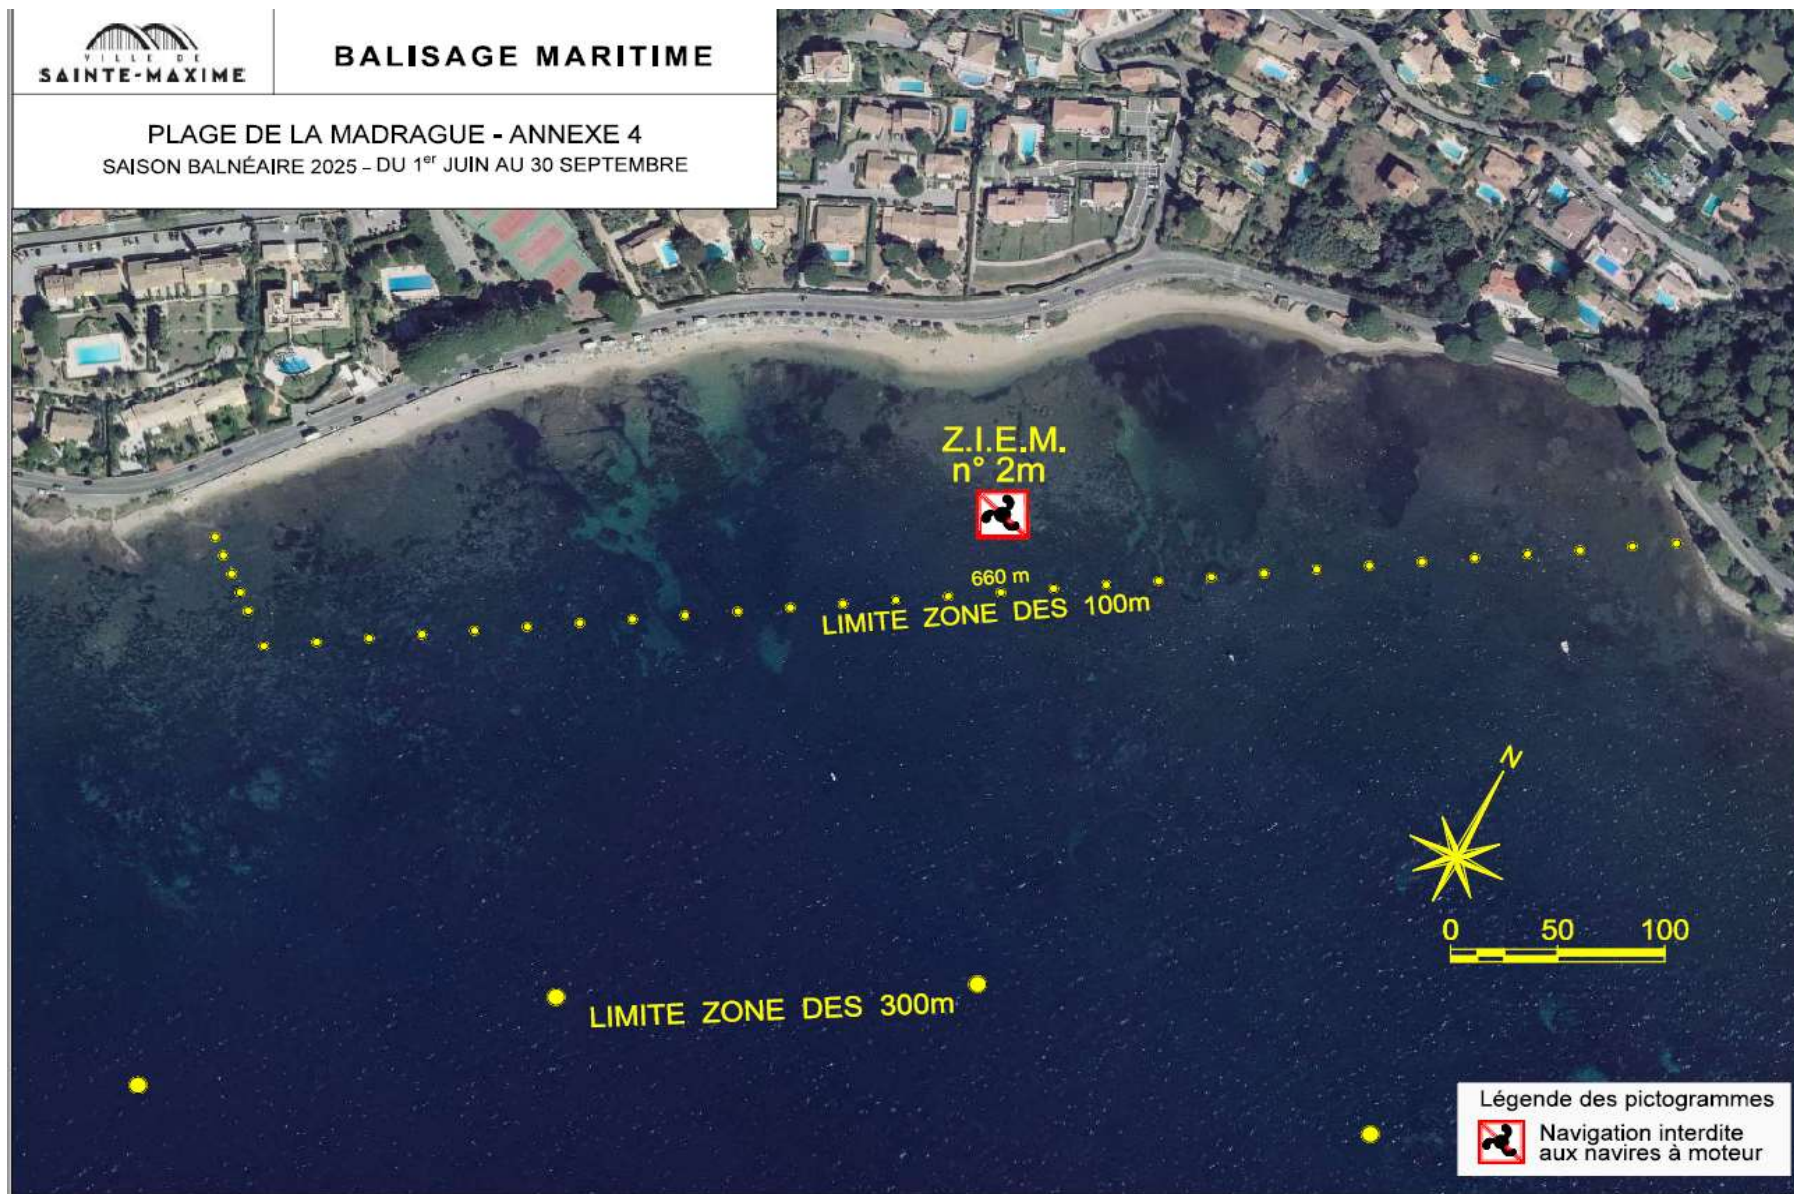 VILLE DE
SAINTE-MAXIME
BALISAGE MARITIME
PLAGE DE LA MADRAGUE - ANNEXE 4
SAISON BALNÉAIRE 2025 - DU 1er JUIN AU 30 SEPTEMBRE
Z.I.E.M.
n° 2m
660 m
LIMITE ZONE DES 100m
N
0 50 100
LIMITE ZONE DES 300m
Légende des pictogrammes
Navigation interdite
aux navires à moteur